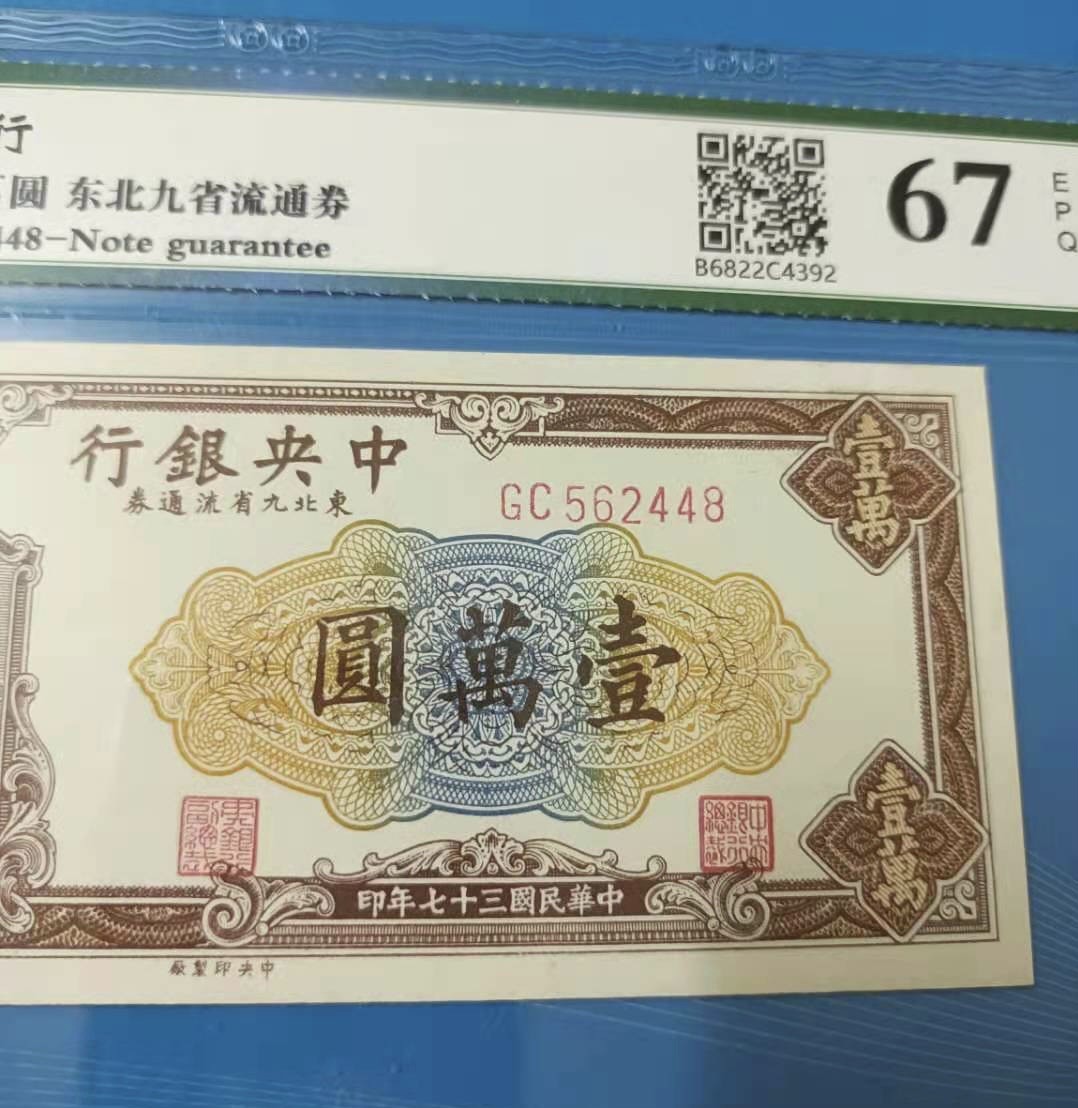 行
圆 东北九省流通券
448-Note guarantee
B6822C4392
67
E
P
Q
中央銀行
東北九省流通券
GC 562448
壹萬
壹萬圓
壹萬
中華民國三十七年印
中央印製廠